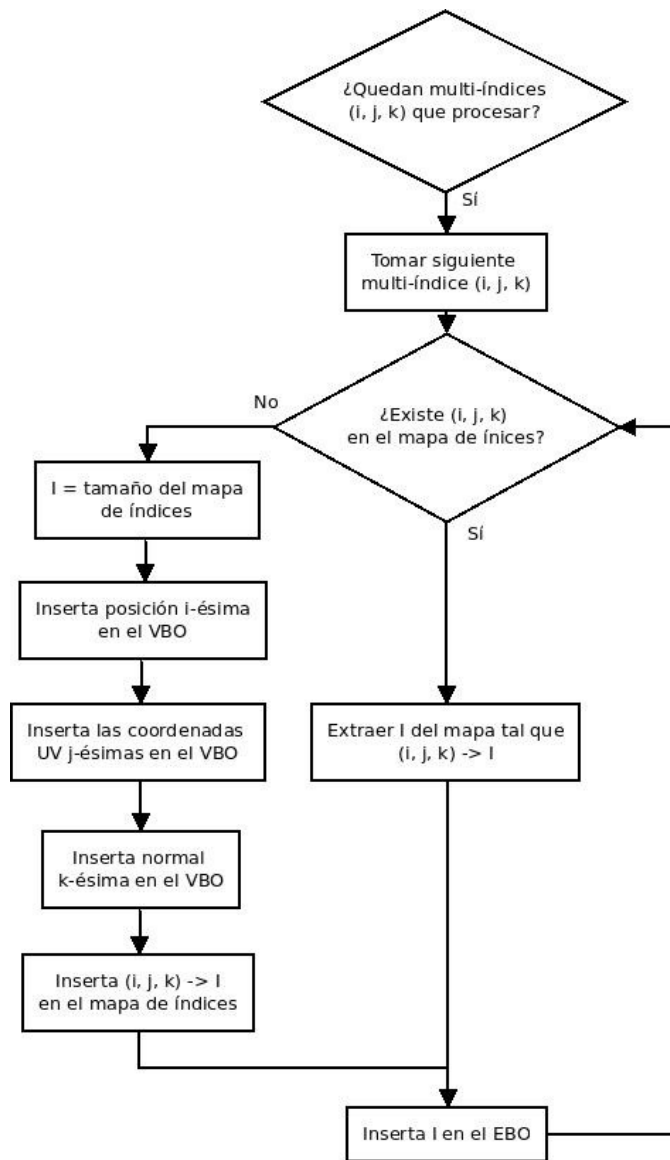 ¿Quedan multi-índices
(i, j, k) que procesar?
Sí
Tomar siguiente
multi-índice (i, j, k)
¿Existe (i, j, k)
en el mapa de ínices?
No
Sí
I = tamaño del mapa
de índices
Inserta posición i-ésima
en el VBO
Inserta las coordenadas
UV j-ésimas en el VBO
Inserta normal
k-ésima en el VBO
Inserta (i, j, k) -> I
en el mapa de índices
Extraer I del mapa tal que
(i, j, k) -> I
Inserta I en el EBO